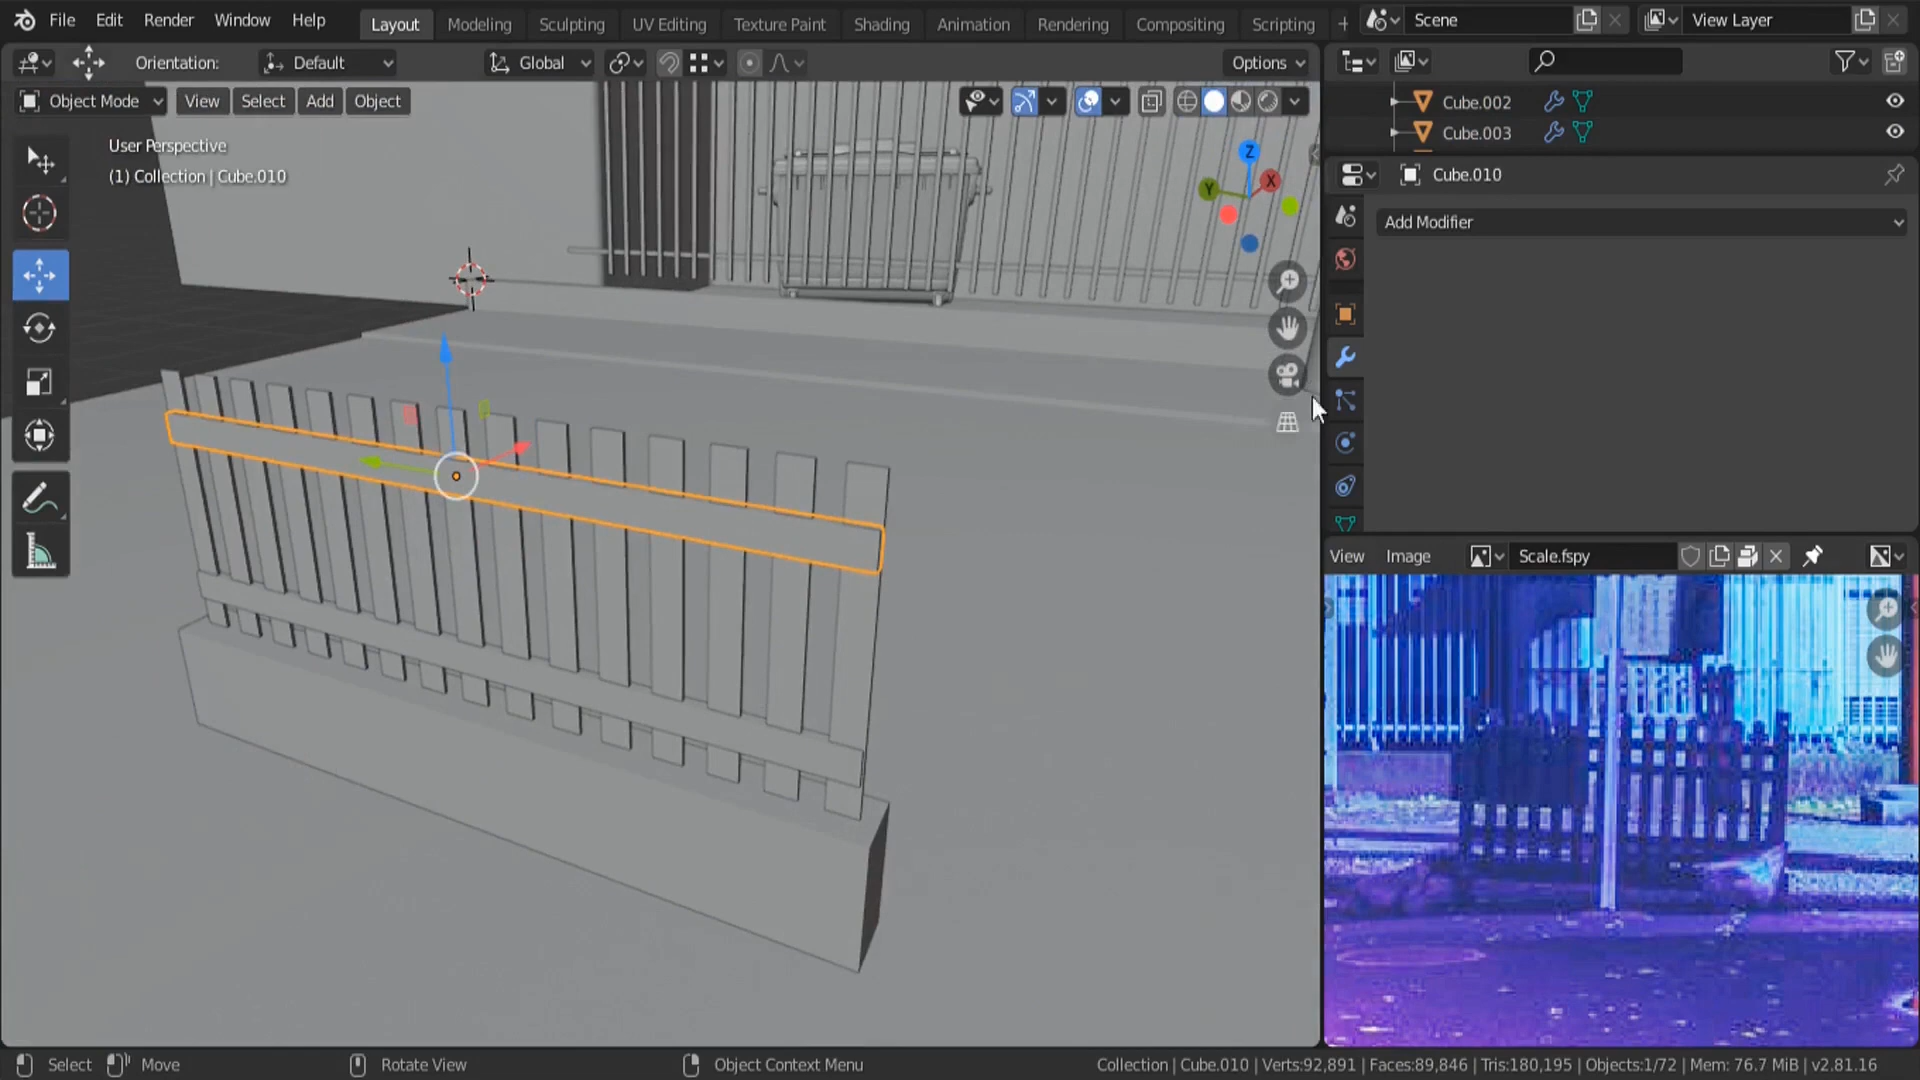 File Edit Render Window Help Layout Modeling Sculpting UV Editing Texture Paint Shading Animation Rendering Compositing Scripting + Scene View Layer
Orientation: Default Global Options
Object Mode View Select Add Object
User Perspective
(1) Collection | Cube.010
Z
X
Y
Cube.002
Cube.003
Cube.010
Add Modifier
View Image Scale.fspy
Select Move Rotate View Object Context Menu Collection | Cube.010 | Verts:92,891 | Faces:89,846 | Tris:180,195 | Objects:1/72 | Mem: 76.7 MiB | v2.81.16